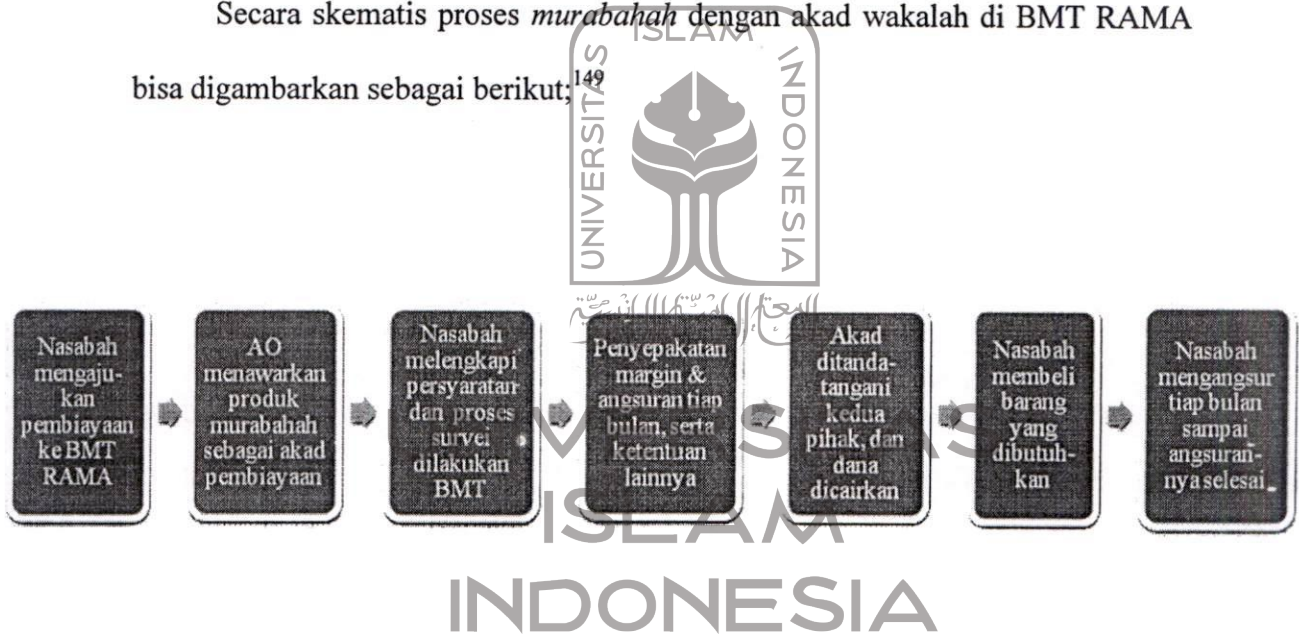 Secara skematis proses murabahah dengan akad wakalah di BMT RAMA
bisa digambarkan sebagai berikut;149
ISLAM
UNIVERSITAS
INDONESIA
Nasabah
mengaju-
kan
pembiayaan
ke BMT
RAMA
AO
menawarkan
produk
murabahah
sebagai akad
pembiayaan
Nasabah
melengkapi
persyaratan
dan proses
survei
dilakukan
BMT
Penyepakatan
margin &
angsuran tiap
bulan, serta
ketentuan
lainnya
Akad
ditanda-
tangani
kedua
pihak, dan
dana
dicairkan
Nasabah
membeli
barang
yang
dibutuh-
kan
Nasabah
mengangsur
tiap bulan
sampai
angsuran-
nya selesai
ISLAM
INDONESIA